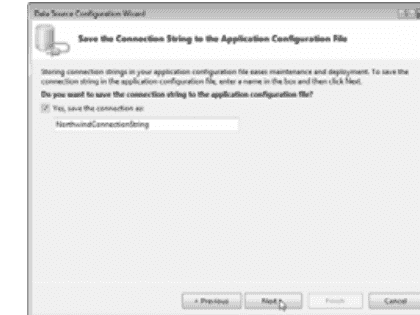 Data Source Configuration Wizard
Save the Connection String to the Application Configuration File
Storing connection strings in your application configuration file eases maintenance and deployment. To save the
connection string in the application configuration file, enter a name in the box and then click Next.
Do you want to save the connection string to the application configuration file?
Yes, save the connection as:
NorthwindConnectionString
< Previous
Next >
Finish
Cancel